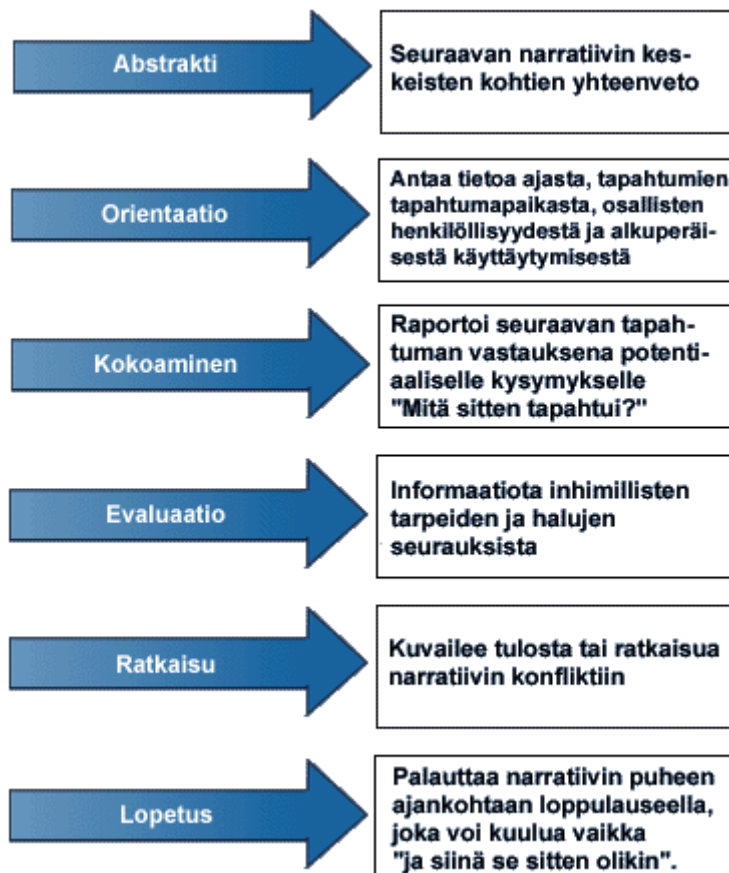 Abstrakti
Seuraavan narratiivin kes-
keisten kohtien yhteenveto
Orientaatio
Antaa tietoa ajasta, tapahtumien
tapahtumapaikasta, osallisten
henkilöllisyydestä ja alkuperäi-
sestä käyttäytymisestä
Kokoaminen
Raportoi seuraavan tapah-
tuman vastauksena potenti-
aaliselle kysymykselle
"Mitä sitten tapahtui?"
Evaluaatio
Informaatiota inhimillisten
tarpeiden ja halujen
seurauksista
Ratkaisu
Kuvailee tulosta tai ratkaisua
narratiivin konfliktiin
Lopetus
Palauttaa narratiivin puheen
ajankohtaan loppulauseella,
joka voi kuulua vaikka
"ja siinä se sitten olikin".